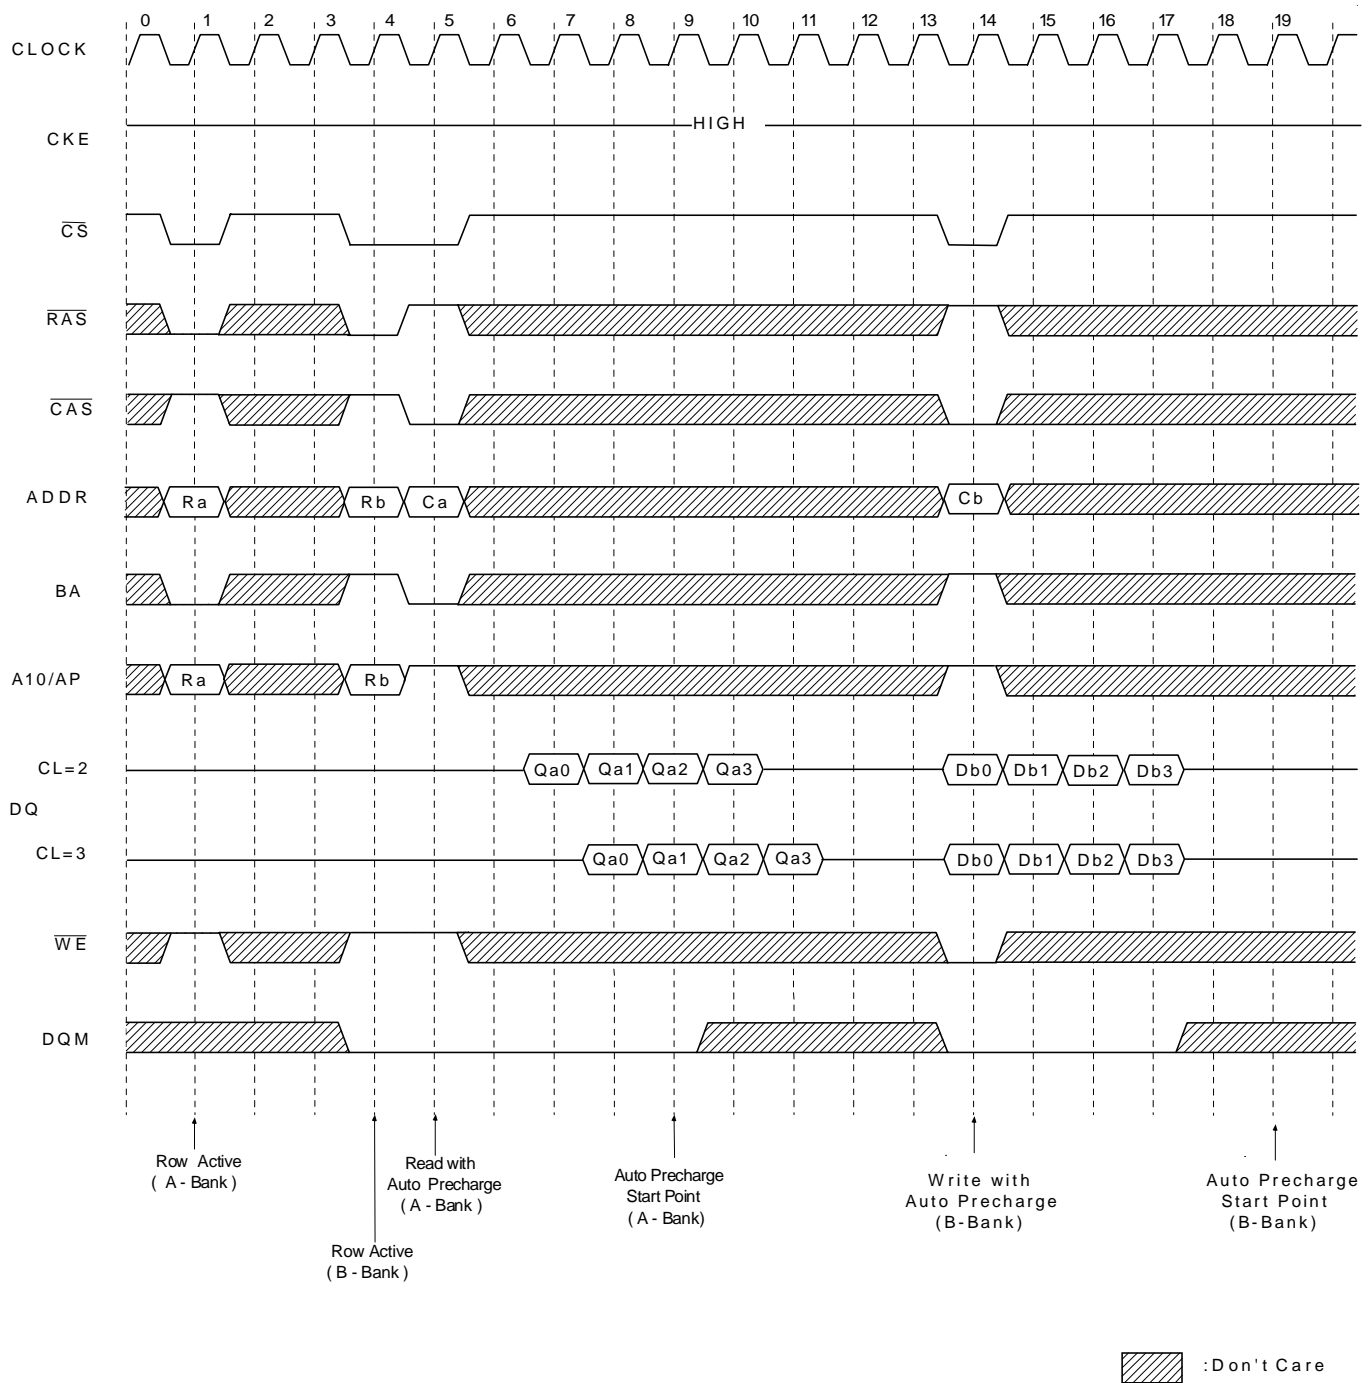 0 1 2 3 4 5 6 7 8 9 10 11 12 13 14 15 16 17 18 19
CLOCK
HIGH
CKE
CS
RAS
CAS
ADDR Ra Rb Ca Cb
BA
A10/AP Ra Rb
CL=2 Qa0 Qa1 Qa2 Qa3 Db0 Db1 Db2 Db3
DQ
CL=3 Qa0 Qa1 Qa2 Qa3 Db0 Db1 Db2 Db3
WE
DQM
Row Active
( A - Bank )
Row Active
( B - Bank )
Read with
Auto Precharge
( A - Bank )
Auto Precharge
Start Point
( A - Bank)
Write with
Auto Precharge
(B-Bank)
Auto Precharge
Start Point
(B-Bank)
:Don't Care